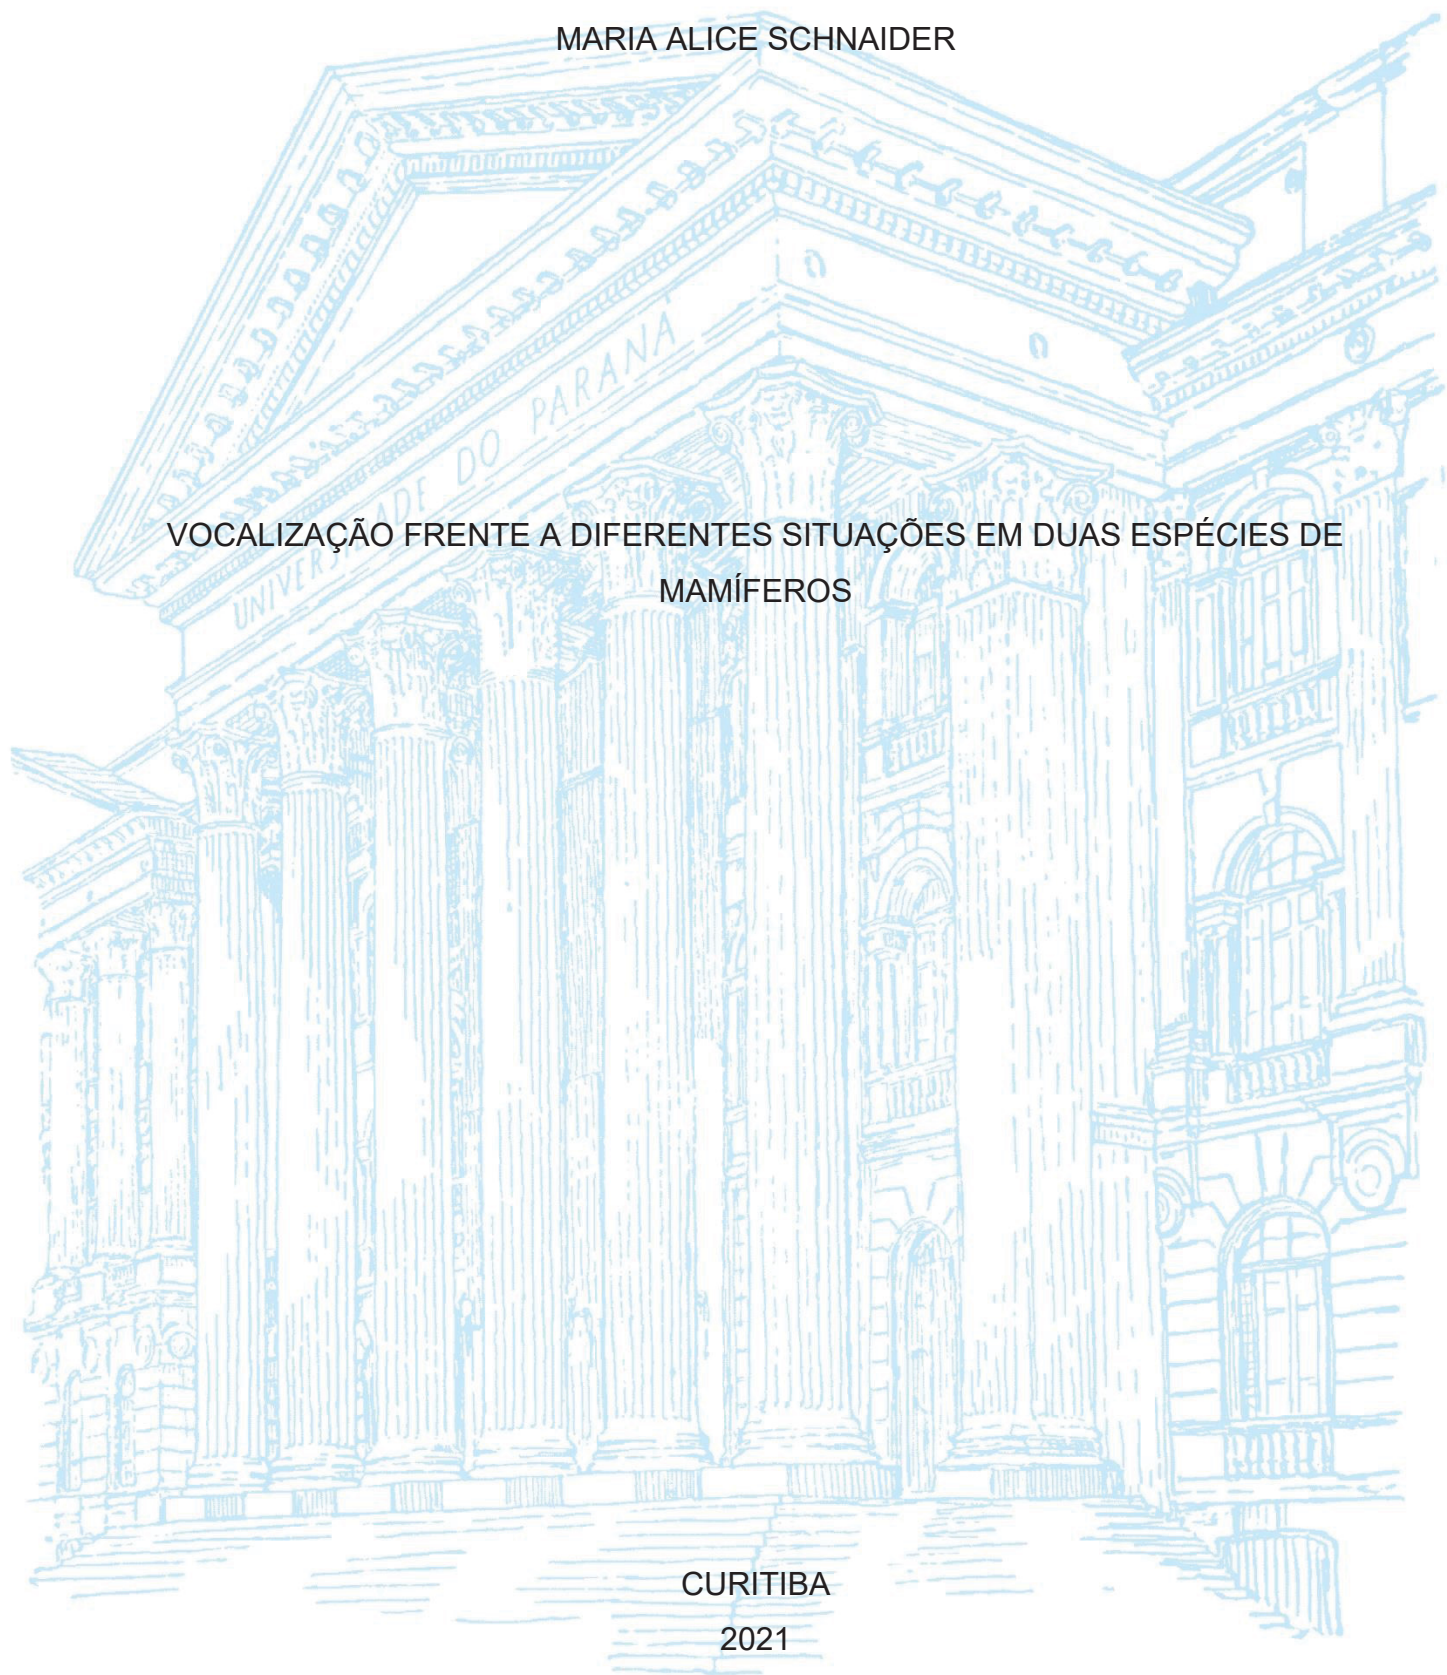 MARIA ALICE SCHNAIDER
UNIVERSIDADE DO PARANÁ
VOCALIZAÇÃO FRENTE A DIFERENTES SITUAÇÕES EM DUAS ESPÉCIES DE
MAMÍFEROS
CURITIBA
2021